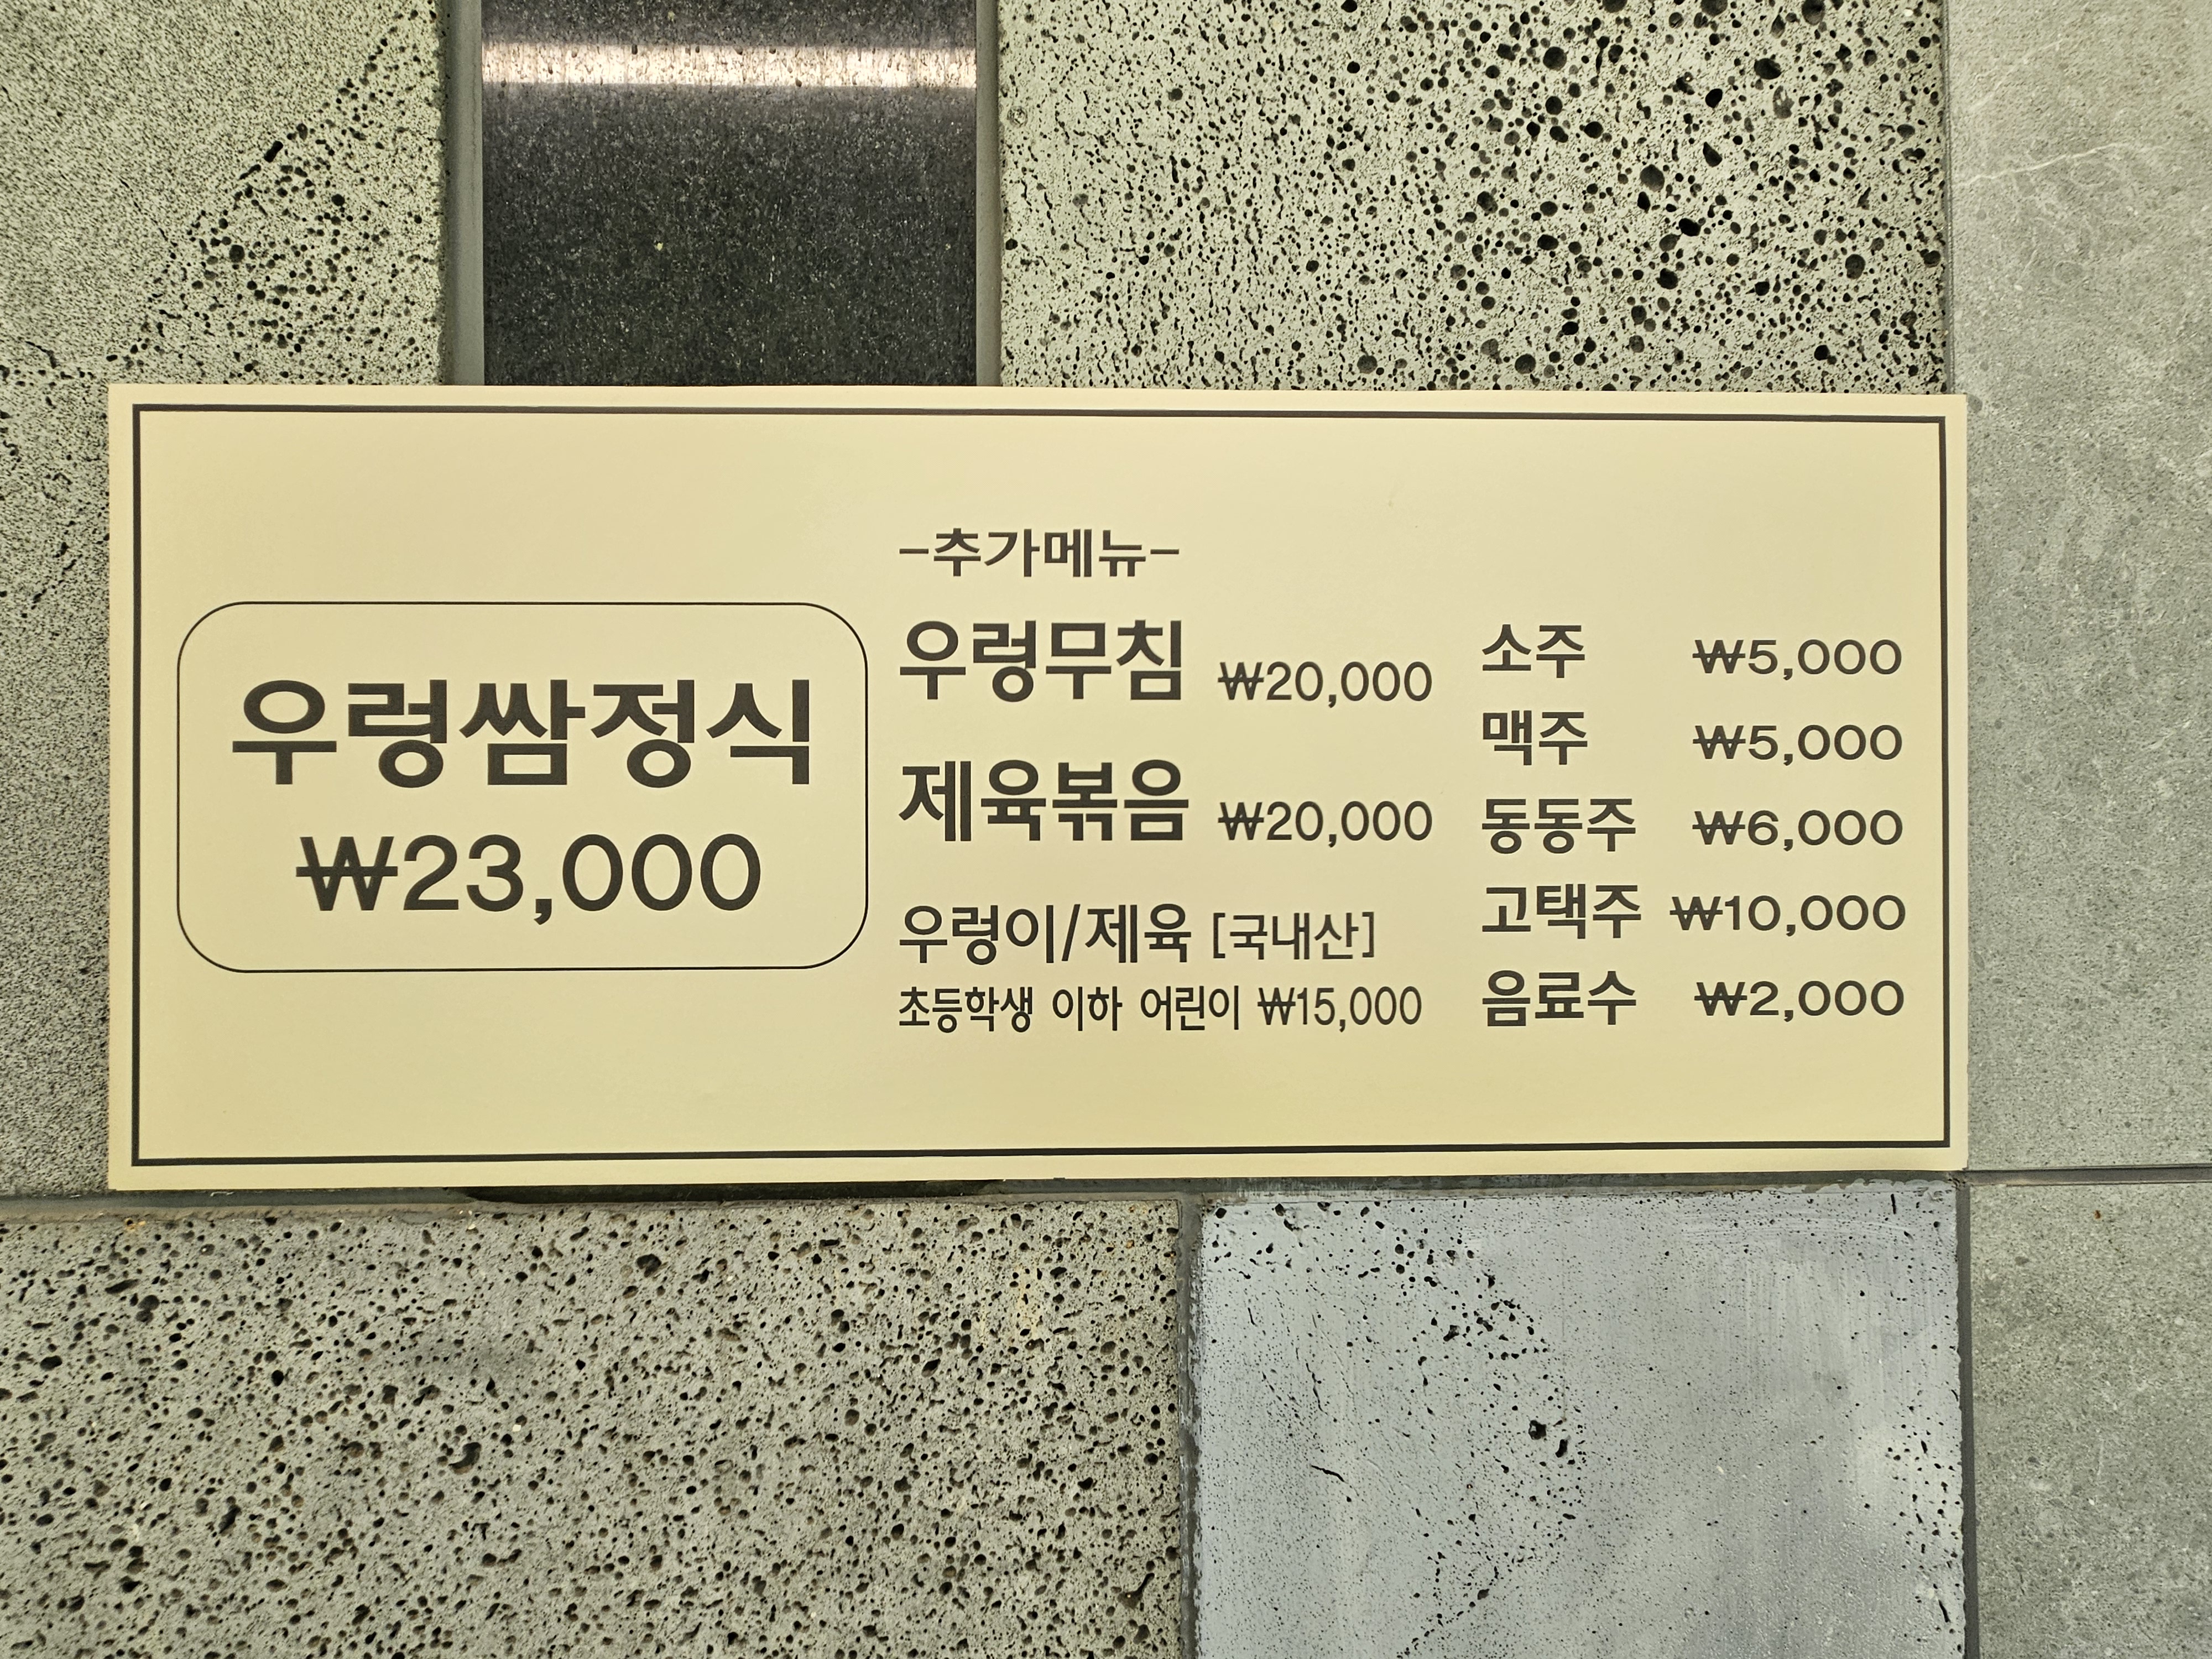 우렁쌈정식
₩23,000
-추가메뉴-
우렁무침 ₩20,000
제육볶음 ₩20,000
우렁이/제육 [국내산]
초등학생 이하 어린이 ₩15,000
소주 ₩5,000
맥주 ₩5,000
동동주 ₩6,000
고택주 ₩10,000
음료수 ₩2,000